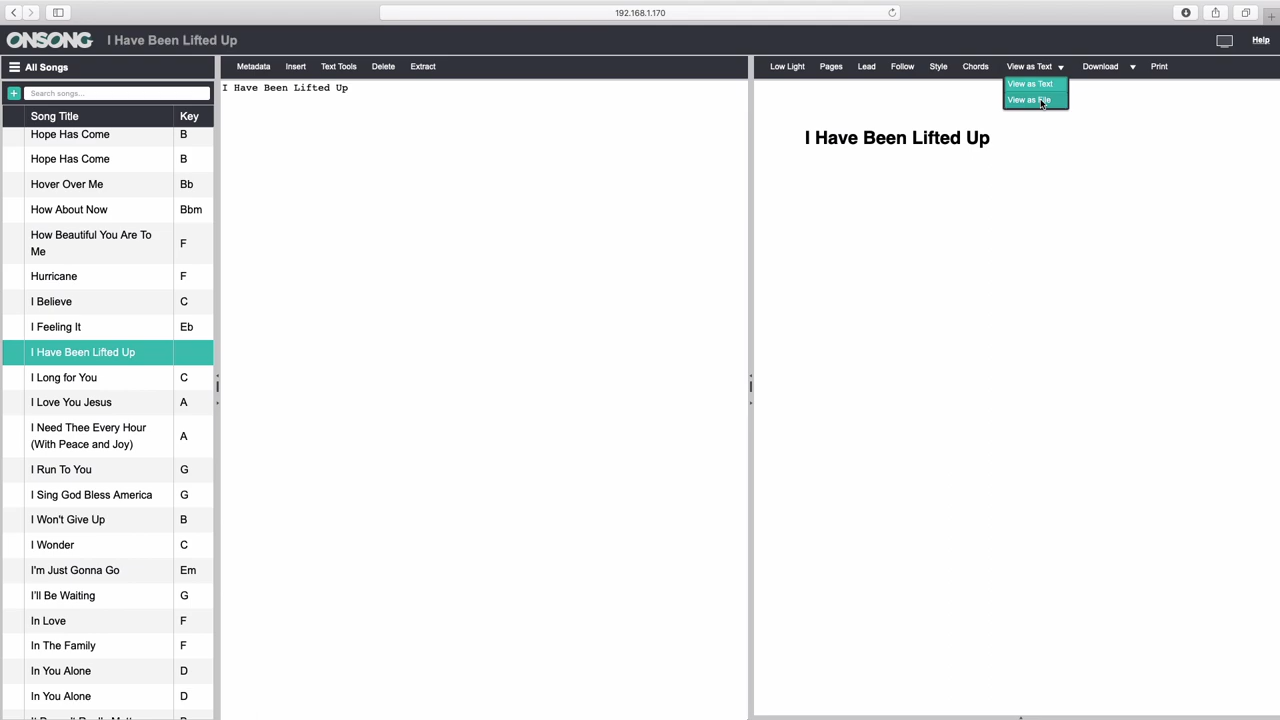 192.168.1.170
ONSONG I Have Been Lifted Up Help
All Songs
Search songs...
Song Title Key
Hope Has Come B
Hope Has Come B
Hover Over Me Bb
How About Now Bbm
How Beautiful You Are To
Me F
Hurricane F
I Believe C
I Feeling It Eb
I Have Been Lifted Up
I Long for You C
I Love You Jesus A
I Need Thee Every Hour
(With Peace and Joy) A
I Run To You G
I Sing God Bless America G
I Won't Give Up B
I Wonder C
I'm Just Gonna Go Em
I'll Be Waiting G
In Love F
In The Family F
In You Alone D
In You Alone D
Metadata Insert Text Tools Delete Extract
I Have Been Lifted Up
Low Light Pages Lead Follow Style Chords View as Text Download Print
View as Text
View as File
I Have Been Lifted Up